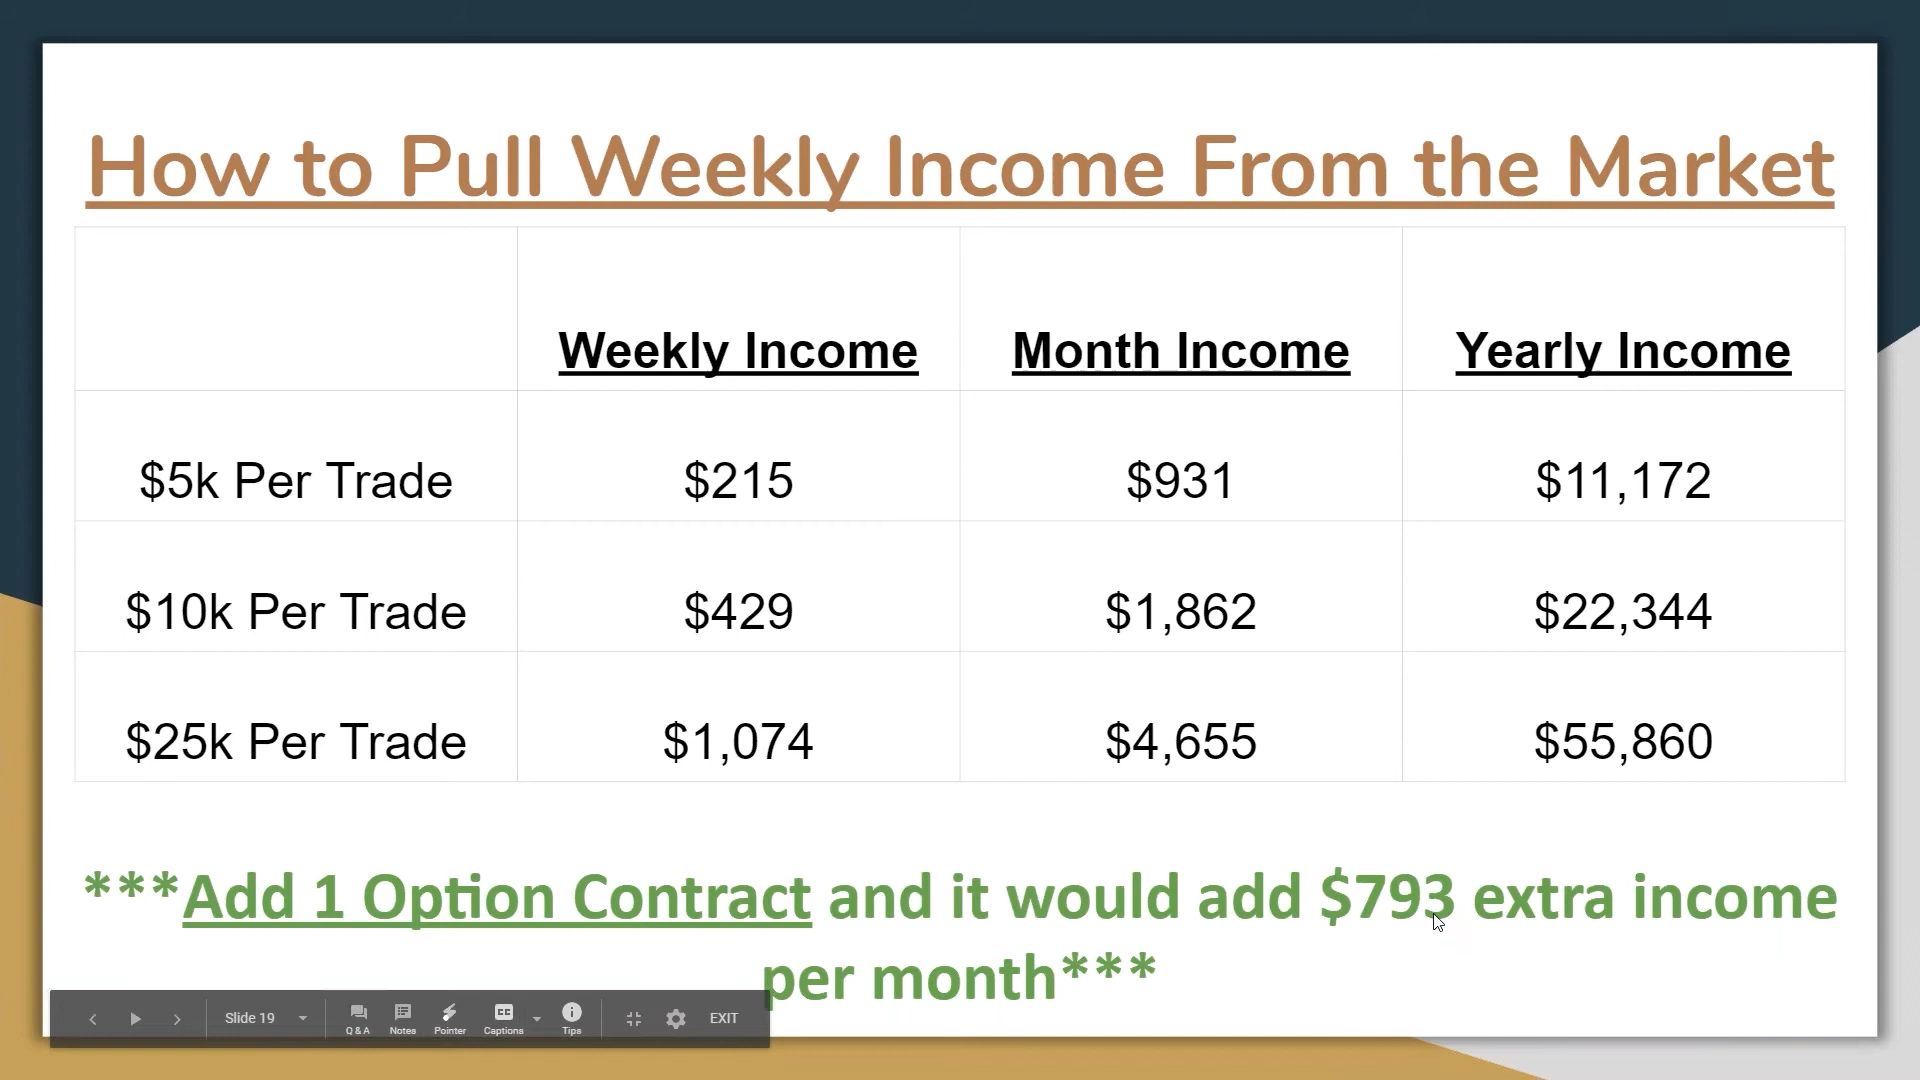 How to Pull Weekly Income From the Market
Weekly Income Month Income Yearly Income
$5k Per Trade $215 $931 $11,172
$10k Per Trade $429 $1,862 $22,344
$25k Per Trade $1,074 $4,655 $55,860
***Add 1 Option Contract and it would add $793 extra income
per month***
Slide 19 Q & A Notes Pointer CC Captions Tips EXIT